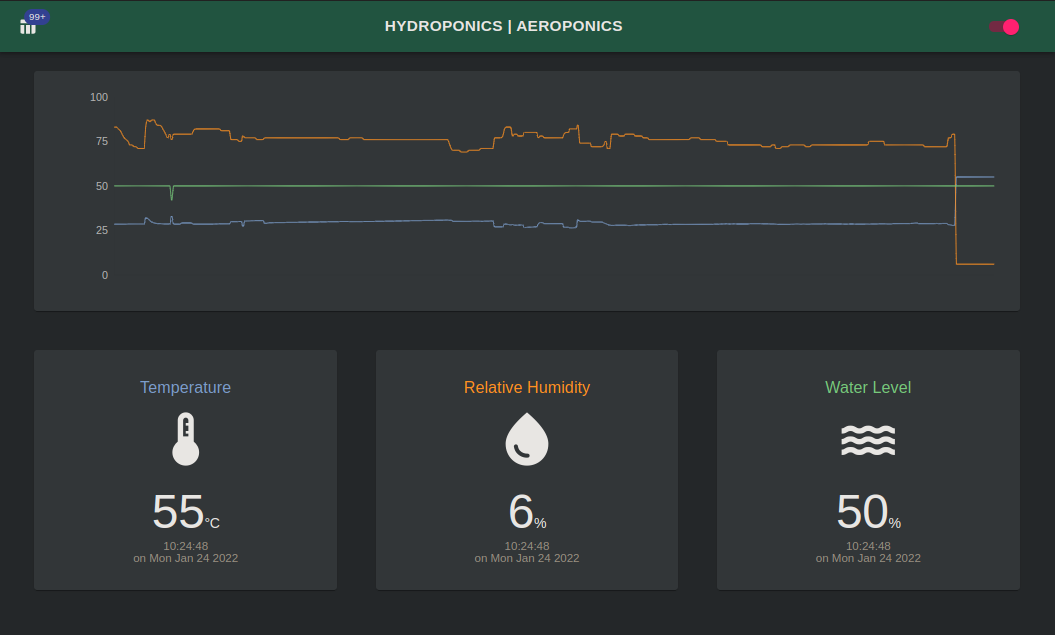 99+
HYDROPONICS | AEROPONICS
100
75
50
25
0
Temperature
55°C
10:24:48
on Mon Jan 24 2022
Relative Humidity
6%
10:24:48
on Mon Jan 24 2022
Water Level
50%
10:24:48
on Mon Jan 24 2022